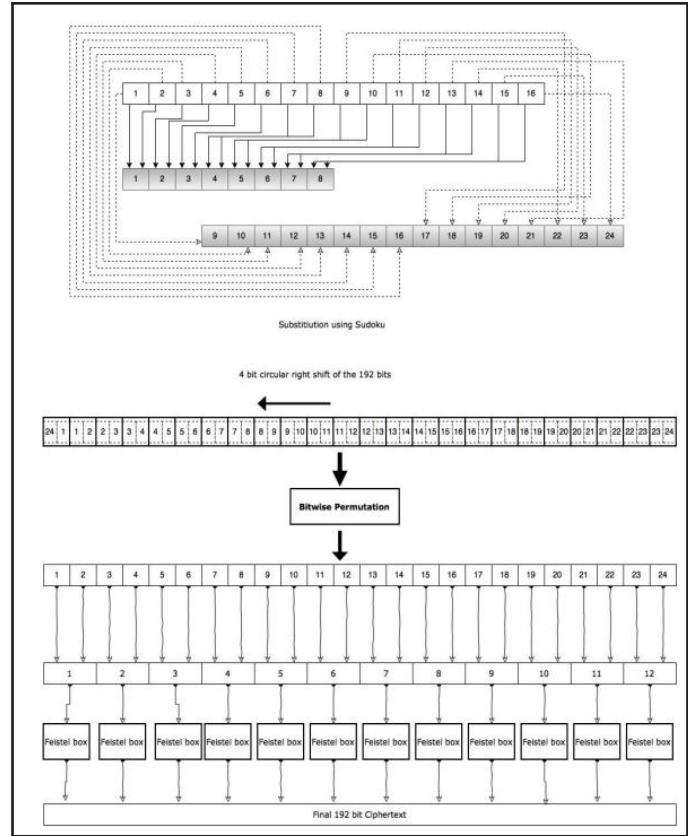 1 2 3 4 5 6 7 8 9 10 11 12 13 14 15 16
1 2 3 4 5 6 7 8
9 10 11 12 13 14 15 16 17 18 19 20 21 22 23 24
Substitiution using Sudoku
4 bit circular right shift of the 192 bits
24 1 1 2 2 3 3 4 4 5 5 6 6 7 7 8 8 9 9 10 10 11 11 12 12 13 13 14 14 15 15 16 16 17 17 18 18 19 19 20 20 21 21 22 22 23 23 24
Bitwise Permutation
1 2 3 4 5 6 7 8 9 10 11 12 13 14 15 16 17 18 19 20 21 22 23 24
1 2 3 4 5 6 7 8 9 10 11 12
Feistel box Feistel box Feistel box Feistel box Feistel box Feistel box Feistel box Feistel box Feistel box Feistel box Feistel box Feistel box
Final 192 bit Ciphertext